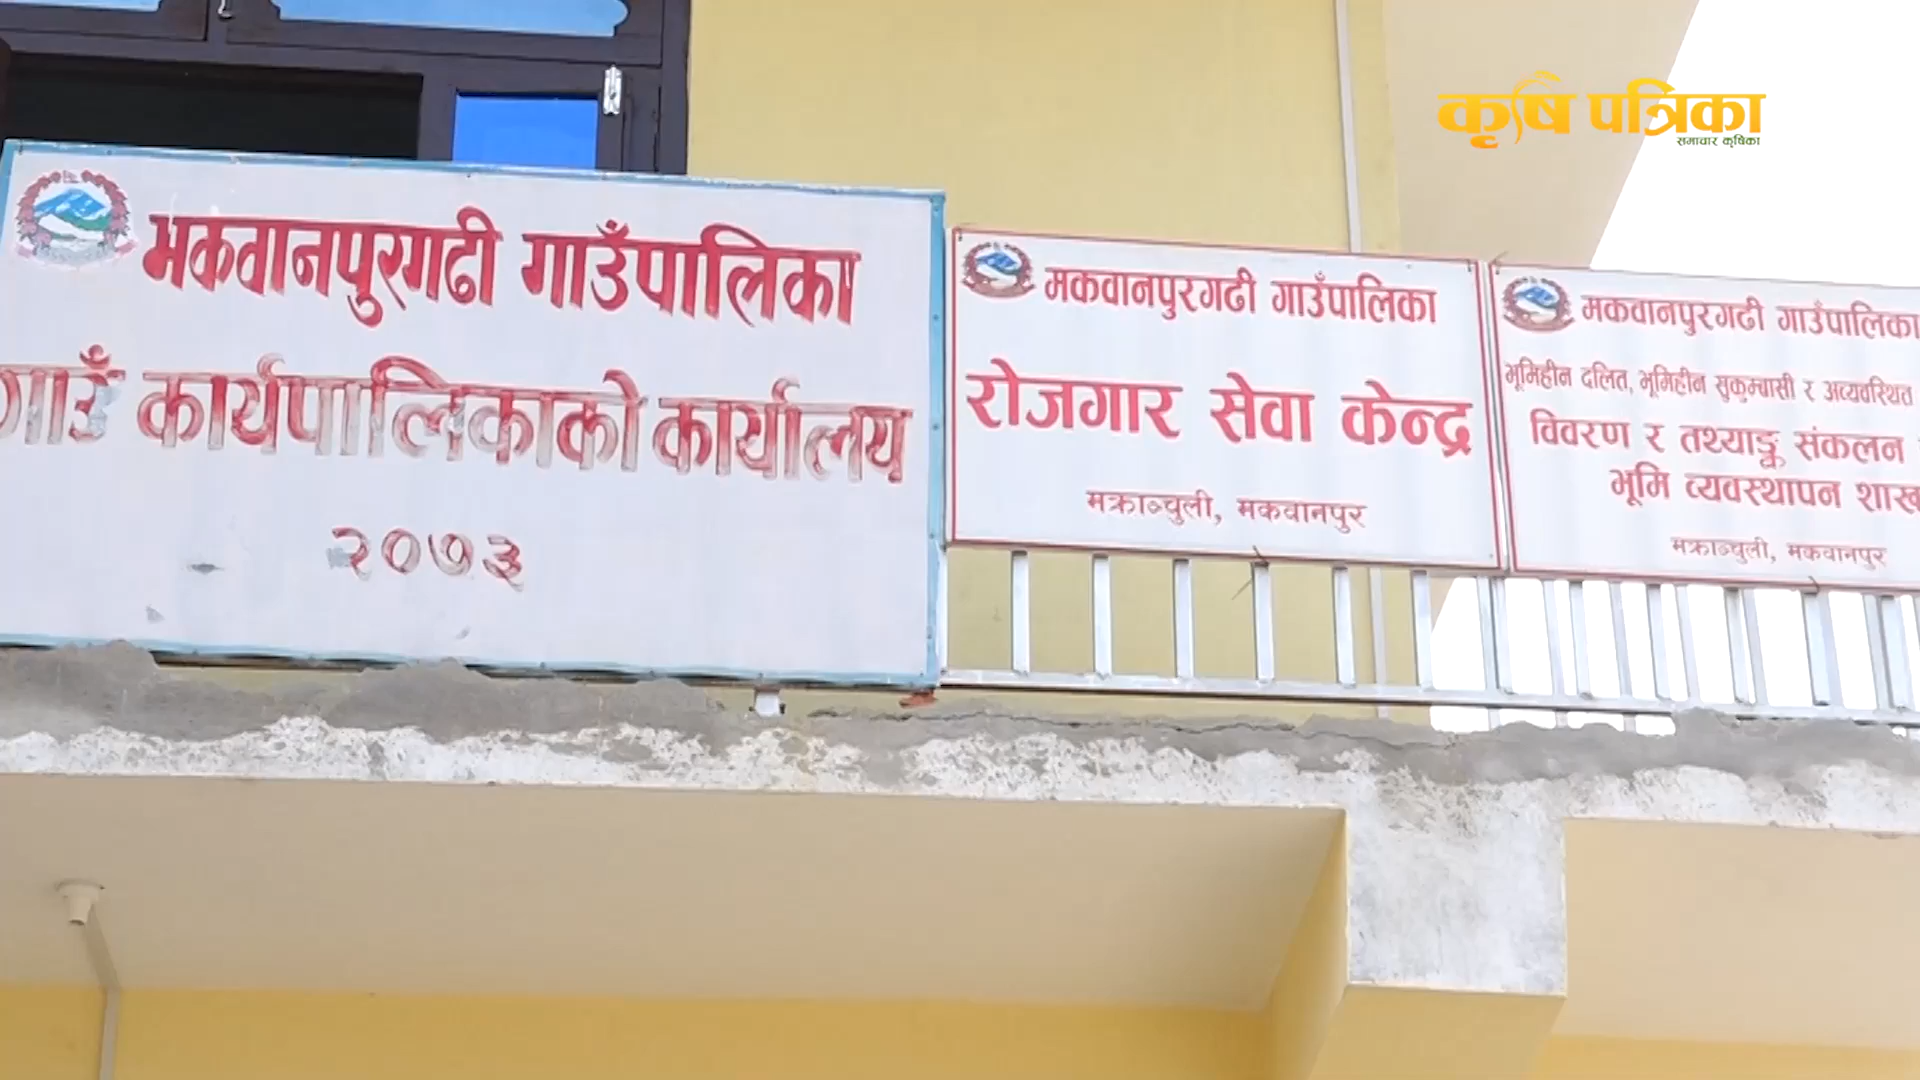 कृषि पत्रिका
समाचार कृषिका
मकवानपुरगढी गाउँपालिका
गाउँ कार्यपालिकाको कार्यालय
२०७३
मकवानपुरगढी गाउँपालिका
रोजगार सेवा केन्द्र
मक्राञ्चुली, मकवानपुर
मकवानपुरगढी गाउँपालिका
भूमिहीन दलित, भूमिहीन सुकुम्बासी र अव्यवस्थित
विवरण र तथ्याङ्क संकलन
भूमि व्यवस्थापन शाख
मक्राञ्चुली, मकवानपुर